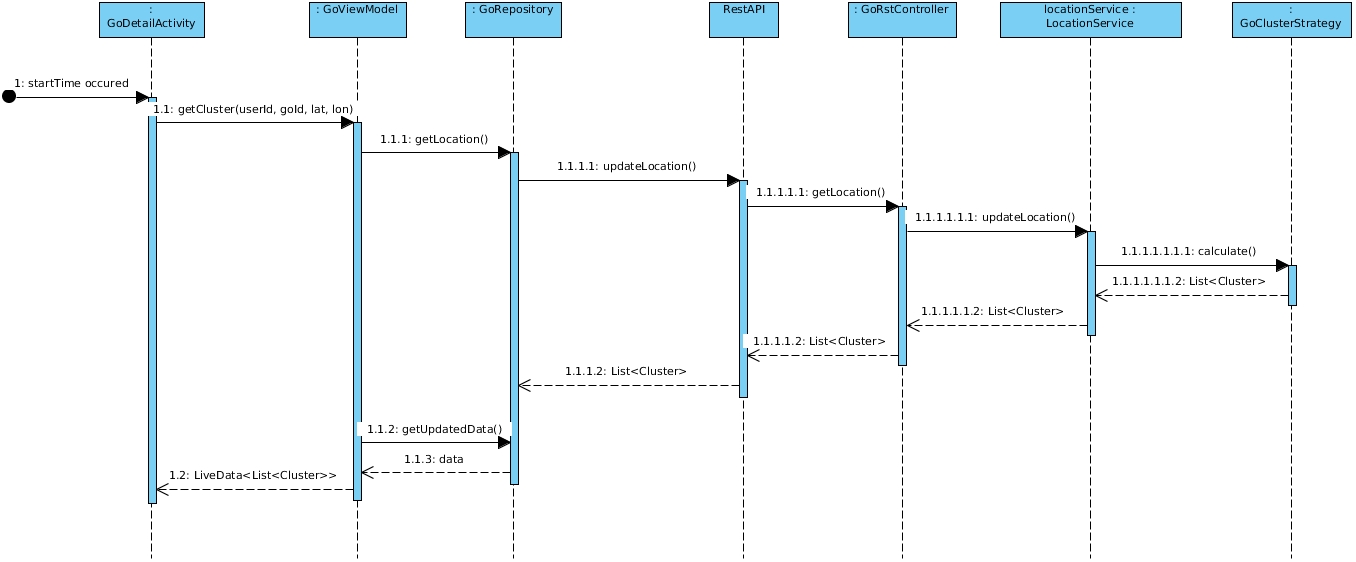 :
GoDetailActivity
: GoViewModel
: GoRepository
RestAPI
: GoRstController
locationService :
LocationService
:
GoClusterStrategy
1: startTime occured
1.1: getCluster(userId, goId, lat, lon)
1.1.1: getLocation()
1.1.1.1: updateLocation()
1.1.1.1.1: getLocation()
1.1.1.1.1.1: updateLocation()
1.1.1.1.1.1.1: calculate()
1.1.1.1.1.1.2: List<Cluster>
1.1.1.1.1.2: List<Cluster>
1.1.1.1.2: List<Cluster>
1.1.1.2: List<Cluster>
1.1.2: getUpdatedData()
1.1.3: data
1.2: LiveData<List<Cluster>>